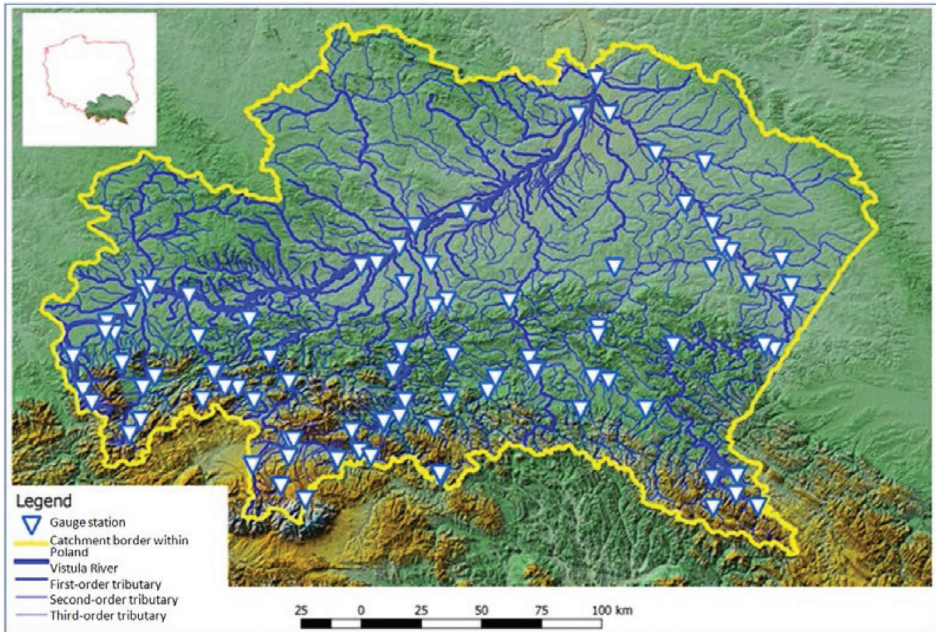 Legend
Gauge station
Catchment border within
Poland
Vistula River
First-order tributary
Second-order tributary
Third-order tributary
25 0 25 50 75 100 km